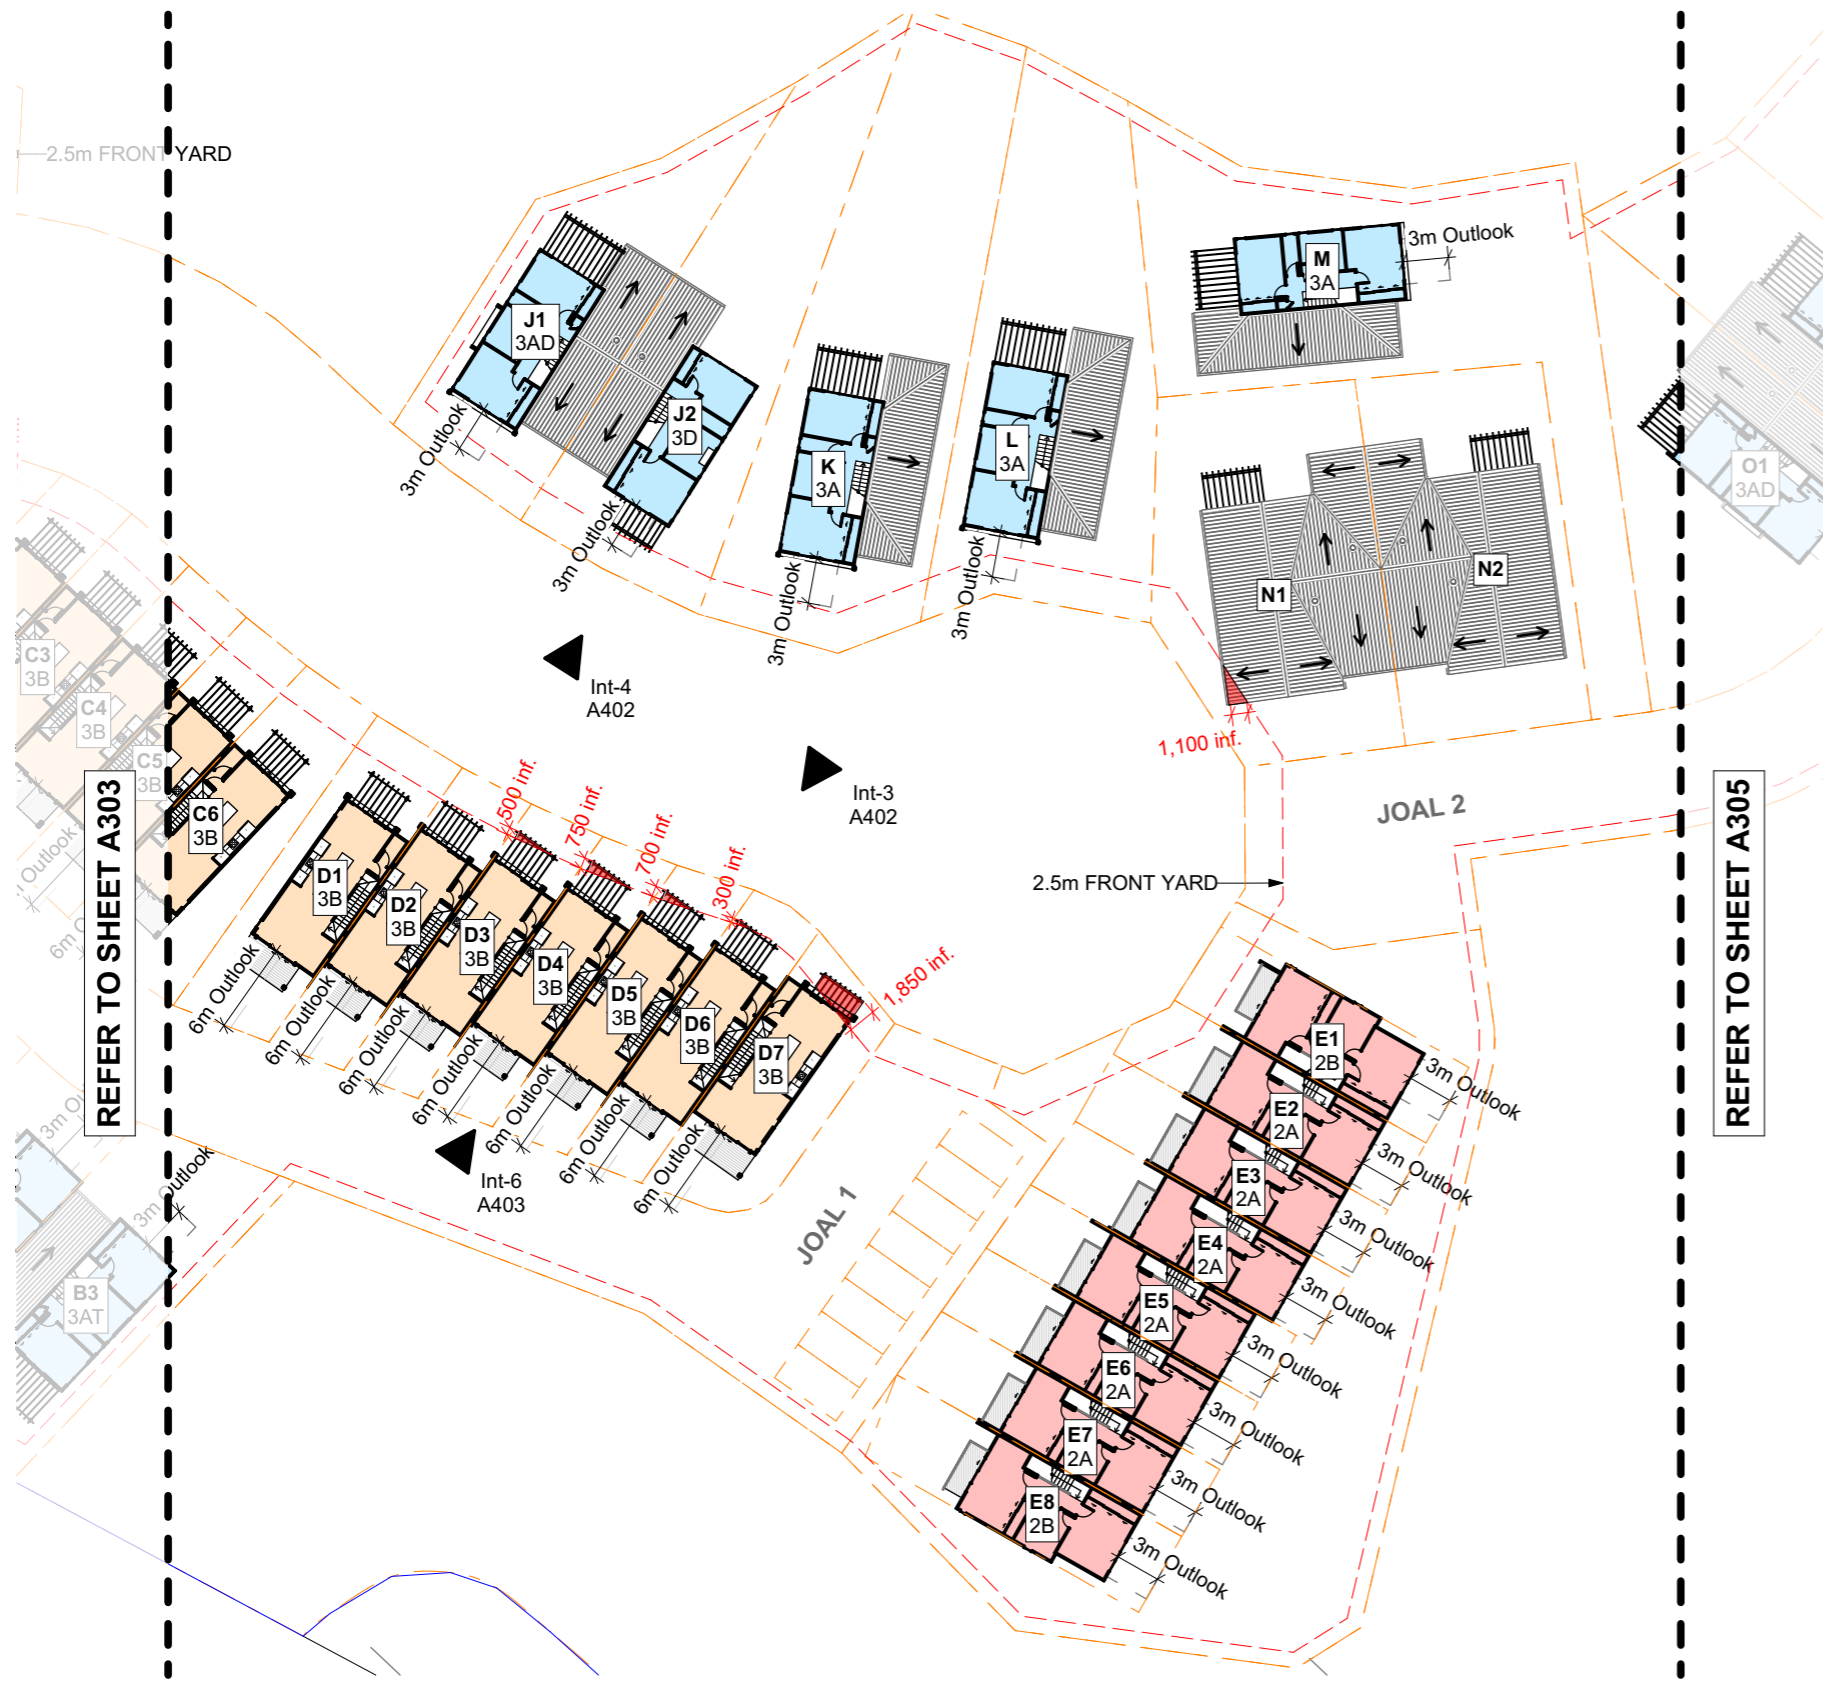 2.5m FRONT YARD
J1
3AD
J2
3D
K
3A
L
3A
M
3A
3m Outlook
3m Outlook
3m Outlook
3m Outlook
3m Outlook
N1
N2
O1
3AD
1,100 inf.
Int-4
A402
Int-3
A402
JOAL 2
2.5m FRONT YARD
REFER TO SHEET A303
REFER TO SHEET A305
C3
3B
C4
3B
C5
3B
C6
3B
500 inf.
750 inf.
700 inf.
300 inf.
1,850 inf.
D1
3B
D2
3B
D3
3B
D4
3B
D5
3B
D6
3B
D7
3B
6m Outlook
6m Outlook
6m Outlook
6m Outlook
6m Outlook
6m Outlook
6m Outlook
Outlook
3m Outlook
B3
3AT
Int-6
A403
JOAL 1
E1
2B
E2
2A
E3
2A
E4
2A
E5
2A
E6
2A
E7
2A
E8
2B
3m Outlook
3m Outlook
3m Outlook
3m Outlook
3m Outlook
3m Outlook
3m Outlook
3m Outlook